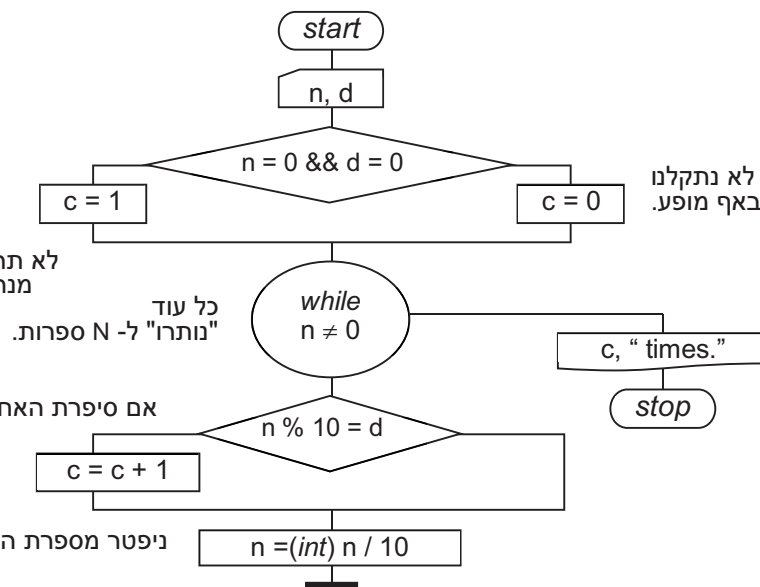 start
n, d
n = 0 && d = 0
c = 1
c = 0
לא נתקלנו
באף מופע.
לא
כל עוד
"נותרו" ל- N ספרות.
while
n ≠ 0
c, “ times.”
stop
אם סיפרת
n % 10 = d
c = c + 1
ניפטר מספרת
n =(int) n / 10